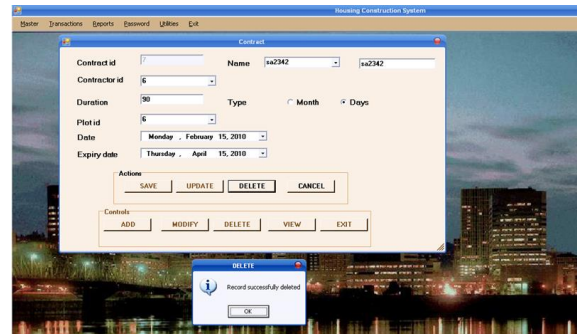 Housing Construction System
Master Transactions Reports Password Utilities Exit
Contract
Contract id 7 Name sa2342 sa2342
Contractor id 6
Duration 90 Type Month Days
Plot id 6
Date Monday , February 15, 2010
Expiry date Thursday , April 15, 2010
Actions
SAVE UPDATE DELETE CANCEL
Controls
ADD MODIFY DELETE VIEW EXIT
DELETE
Record successfully deleted
OK